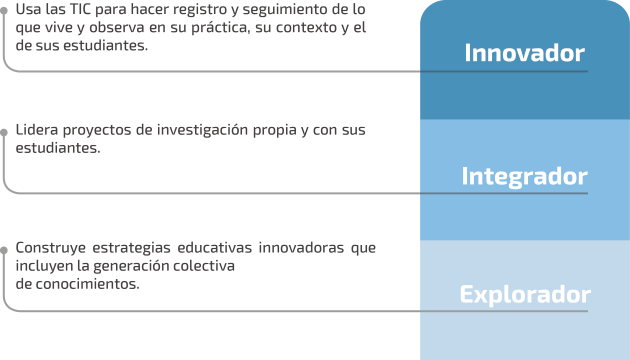 Usa las TIC para hacer registro y seguimiento de lo
que vive y observa en su práctica, su contexto y el
de sus estudiantes.
Innovador
Lidera proyectos de investigación propia y con sus
estudiantes.
Integrador
Construye estrategias educativas innovadoras que
incluyen la generación colectiva
de conocimientos.
Explorador